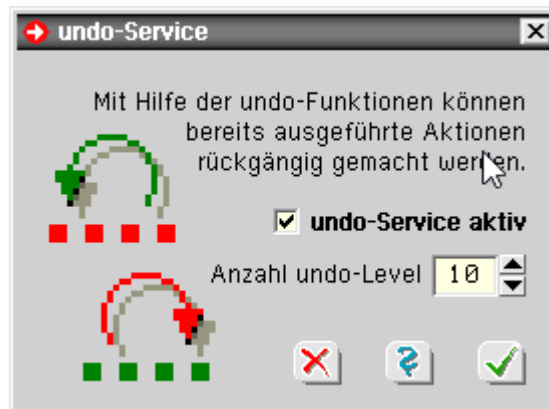 undo-Service
Mit Hilfe der undo-Funktionen können
bereits ausgeführte Aktionen
rückgängig gemacht werden.
undo-Service aktiv
Anzahl undo-Level 10